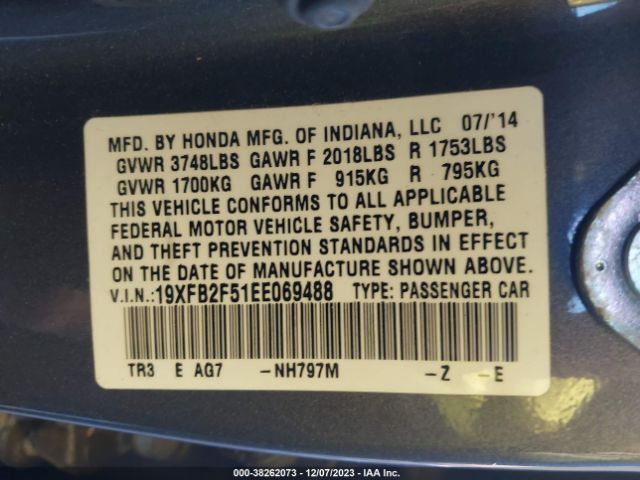 MFD. BY HONDA MFG. OF INDIANA, LLC 07/'14
GVWR 3748LBS GAWR F 2018LBS R 1753LBS
GVWR 1700KG GAWR F 915KG R 795KG
THIS VEHICLE CONFORMS TO ALL APPLICABLE
FEDERAL MOTOR VEHICLE SAFETY, BUMPER,
AND THEFT PREVENTION STANDARDS IN EFFECT
ON THE DATE OF MANUFACTURE SHOWN ABOVE.
V.I.N.:19XFB2F51EE069488 TYPE: PASSENGER CAR
TR3 E AG7 -NH797M -Z -E
000-38262073 - 12/07/2023 - IAA Inc.